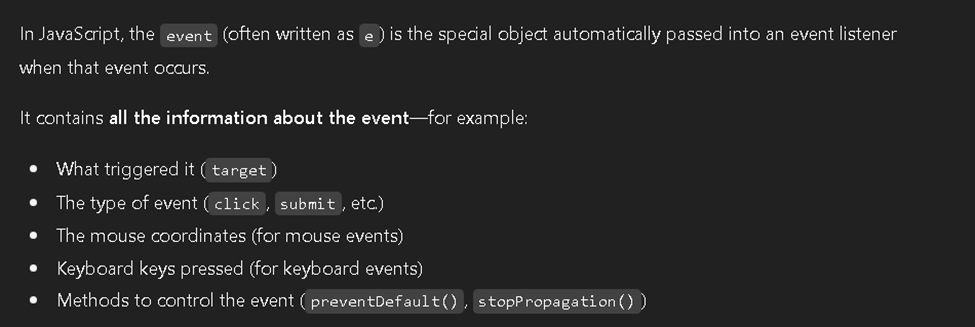 In JavaScript, the event (often written as e) is the special object automatically passed into an event listener
when that event occurs.
It contains all the information about the event—for example:
• What triggered it (target)
• The type of event (click, submit, etc.)
• The mouse coordinates (for mouse events)
• Keyboard keys pressed (for keyboard events)
• Methods to control the event (preventDefault(), stopPropagation())